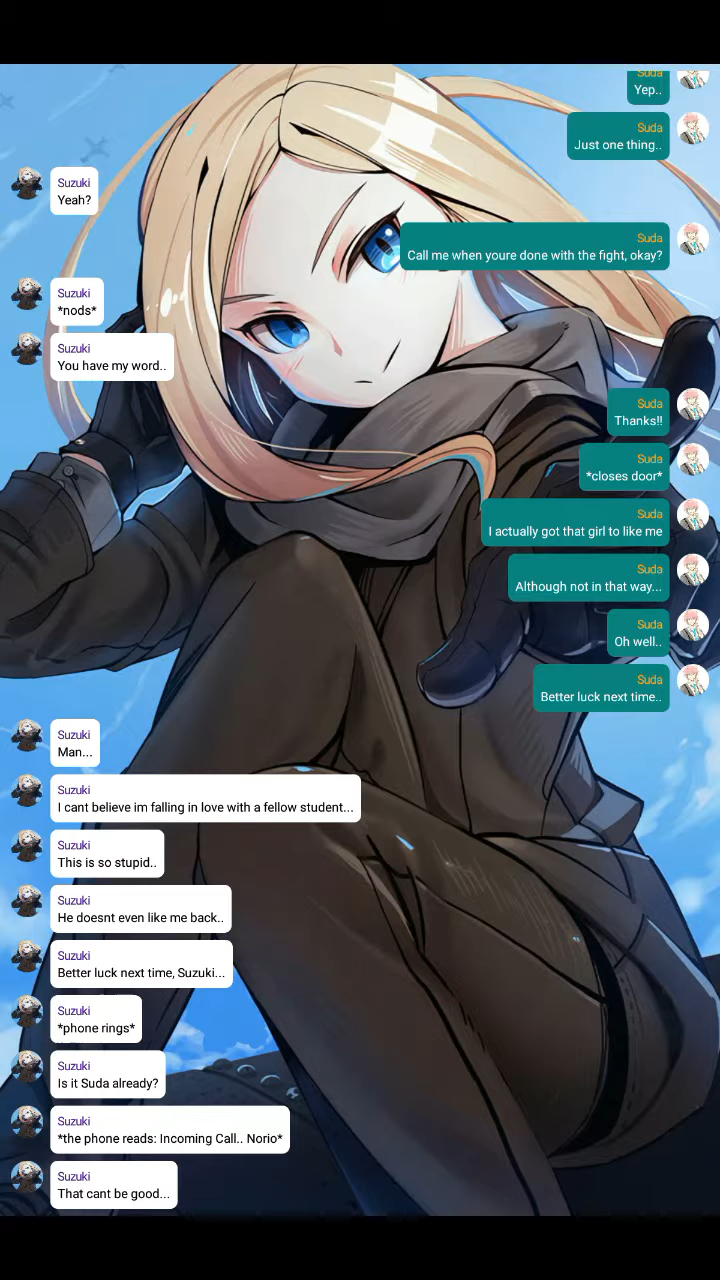 Suda
Yep..
Suda
Just one thing..
Suzuki
Yeah?
Suda
Call me when youre done with the fight, okay?
Suzuki
*nods*
Suzuki
You have my word..
Suda
Thanks!!
Suda
*closes door*
Suda
I actually got that girl to like me
Suda
Although not in that way...
Suda
Oh well..
Suda
Better luck next time..
Suzuki
Man...
Suzuki
I cant believe im falling in love with a fellow student...
Suzuki
This is so stupid..
Suzuki
He doesnt even like me back..
Suzuki
Better luck next time, Suzuki...
Suzuki
*phone rings*
Suzuki
Is it Suda already?
Suzuki
*the phone reads: Incoming Call.. Norio*
Suzuki
That cant be good...